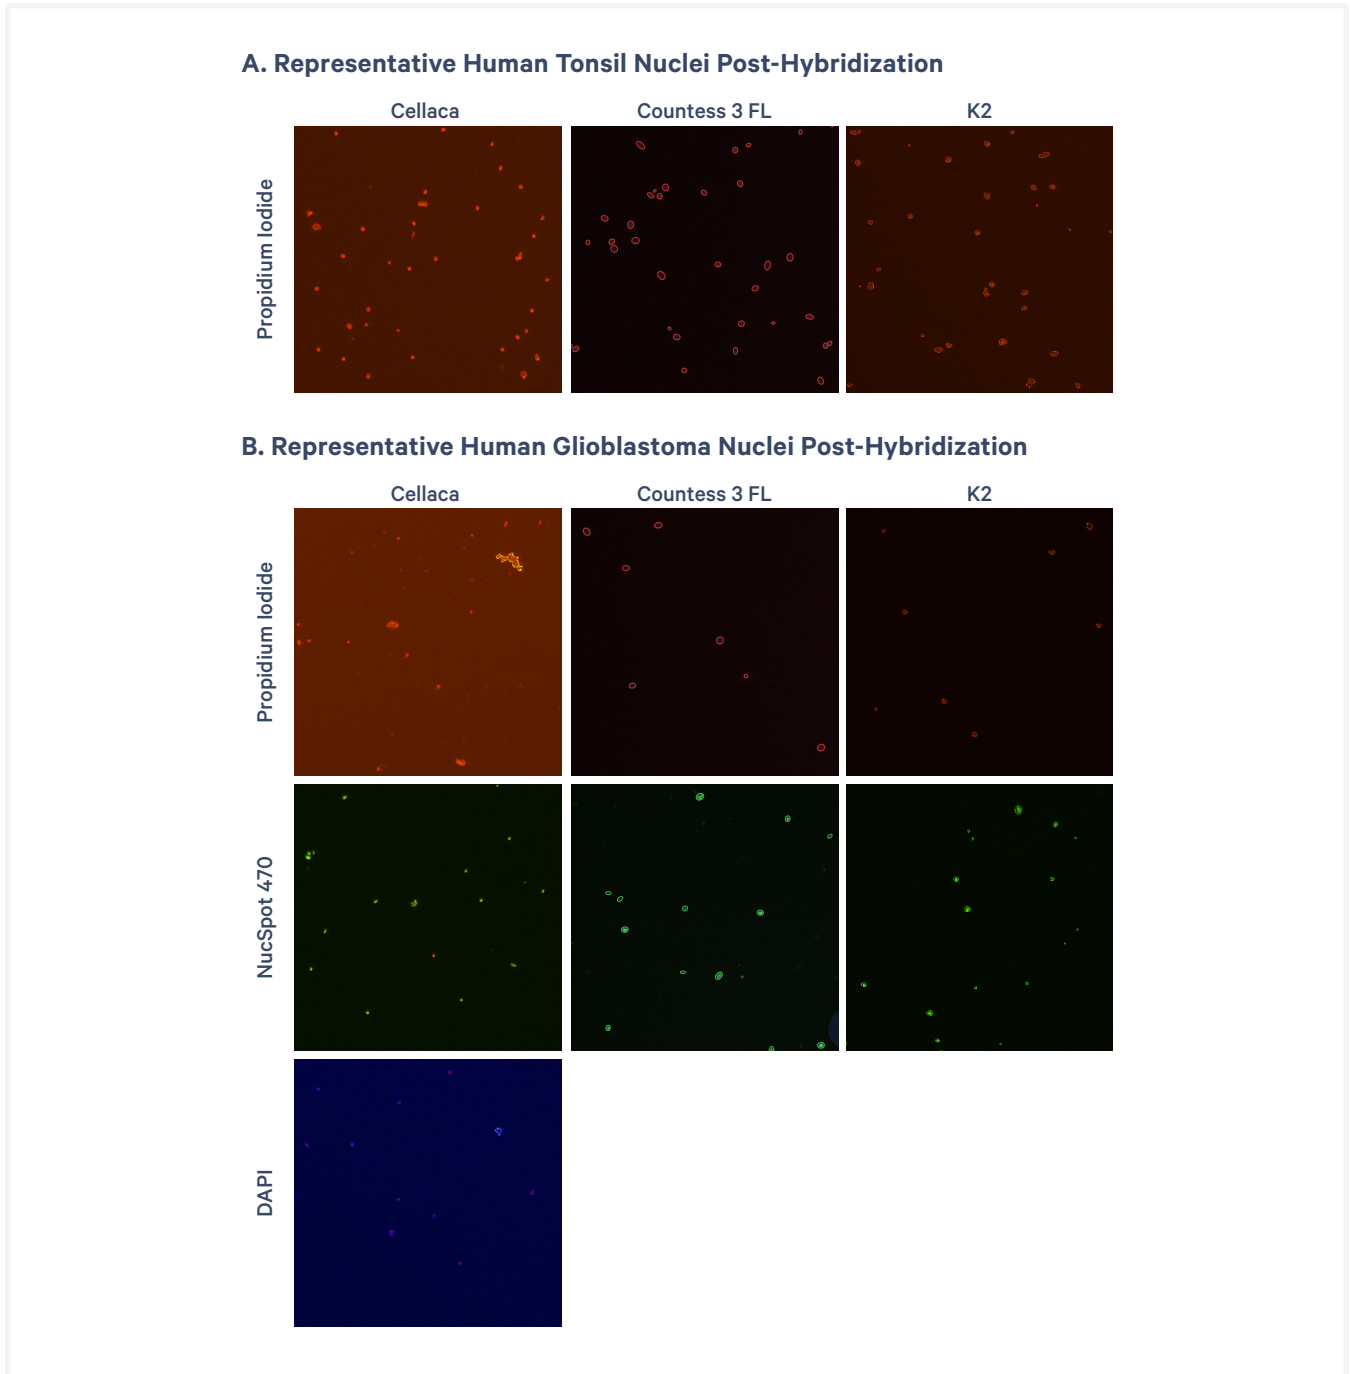 A. Representative Human Tonsil Nuclei Post-Hybridization
Cellaca
Countess 3 FL
K2
Propidium Iodide
B. Representative Human Glioblastoma Nuclei Post-Hybridization
Cellaca
Countess 3 FL
K2
Propidium Iodide
NucSpot 470
DAPI